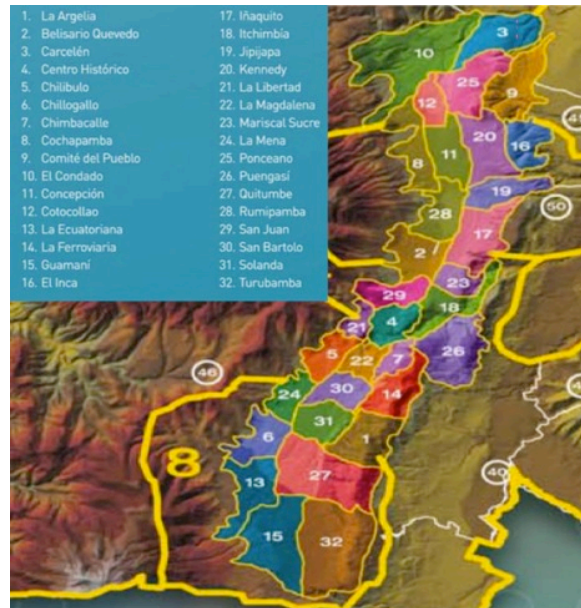 1. La Argelia
2. Belisario Quevedo
3. Carcelén
4. Centro Histórico
5. Chilibulo
6. Chillogallo
7. Chimbacalle
8. Cochapamba
9. Comité del Pueblo
10. El Condado
11. Concepción
12. Cotocollao
13. La Ecuatoriana
14. La Ferroviaria
15. Guamaní
16. El Inca
17. Iñaquito
18. Itchimbía
19. Jipijapa
20. Kennedy
21. La Libertad
22. La Magdalena
23. Mariscal Sucre
24. La Mena
25. Ponceano
26. Puengasí
27. Quitumbe
28. Rumipamba
29. San Juan
30. San Bartolo
31. Solanda
32. Turubamba
3
10
25
9
12
20
16
8
11
19
28
50
17
2
23
29
18
21
4
26
5
22
7
46
30
14
24
31
6
1
8
27
40
13
15
32